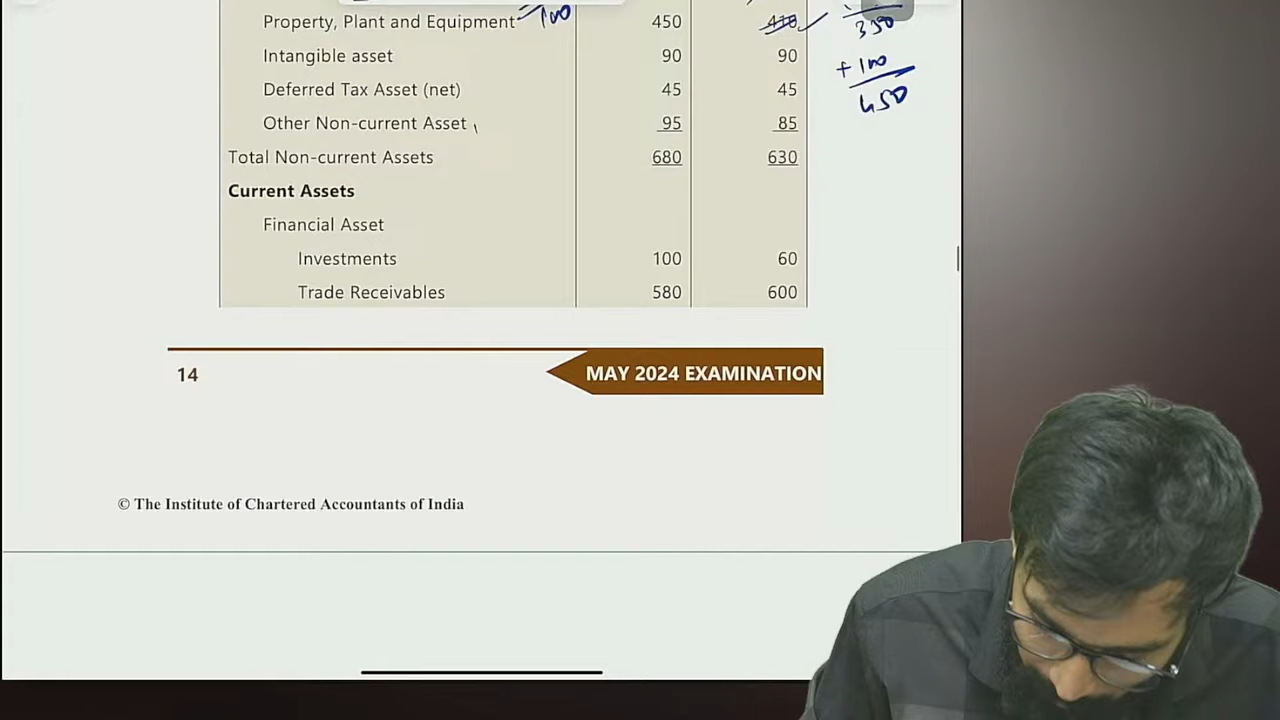 Property, Plant and Equipment 100 450 410 350
Intangible asset 90 90 +100
Deferred Tax Asset (net) 45 45 450
Other Non-current Asset 95 85
Total Non-current Assets 680 630
Current Assets
Financial Asset
Investments 100 60
Trade Receivables 580 600
14 MAY 2024 EXAMINATION
© The Institute of Chartered Accountants of India